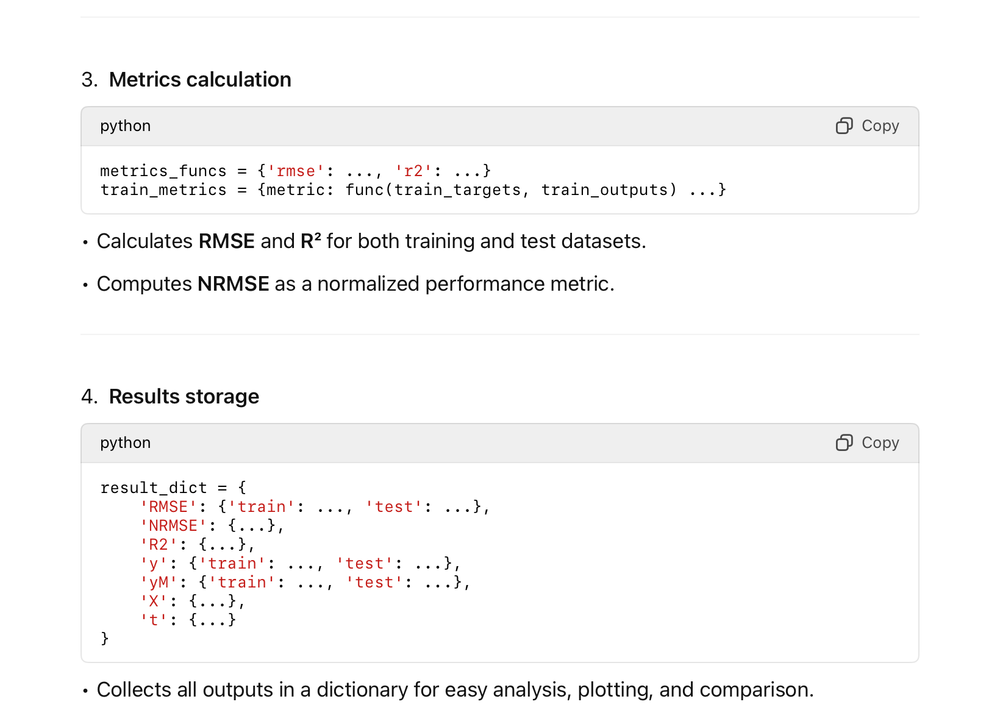 3. Metrics calculation
python
Copy
metrics_funcs = {'rmse': ..., 'r2': ...}
train_metrics = {metric: func(train_targets, train_outputs) ...}
• Calculates RMSE and R² for both training and test datasets.
• Computes NRMSE as a normalized performance metric.
4. Results storage
python
Copy
result_dict = {
    'RMSE': {'train': ..., 'test': ...},
    'NRMSE': {...},
    'R2': {...},
    'y': {'train': ..., 'test': ...},
    'yM': {'train': ..., 'test': ...},
    'X': {...},
    't': {...}
}
• Collects all outputs in a dictionary for easy analysis, plotting, and comparison.